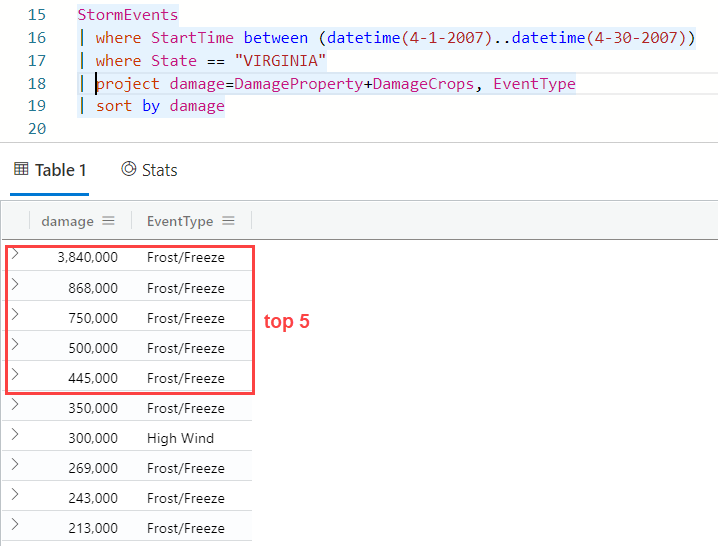 15 StormEvents
16 | where StartTime between (datetime(4-1-2007)..datetime(4-30-2007))
17 | where State == "VIRGINIA"
18 | project damage=DamageProperty+DamageCrops, EventType
19 | sort by damage
20
Table 1 Stats
damage EventType
3,840,000 Frost/Freeze
868,000 Frost/Freeze
750,000 Frost/Freeze
top 5
500,000 Frost/Freeze
445,000 Frost/Freeze
350,000 Frost/Freeze
300,000 High Wind
269,000 Frost/Freeze
243,000 Frost/Freeze
213,000 Frost/Freeze